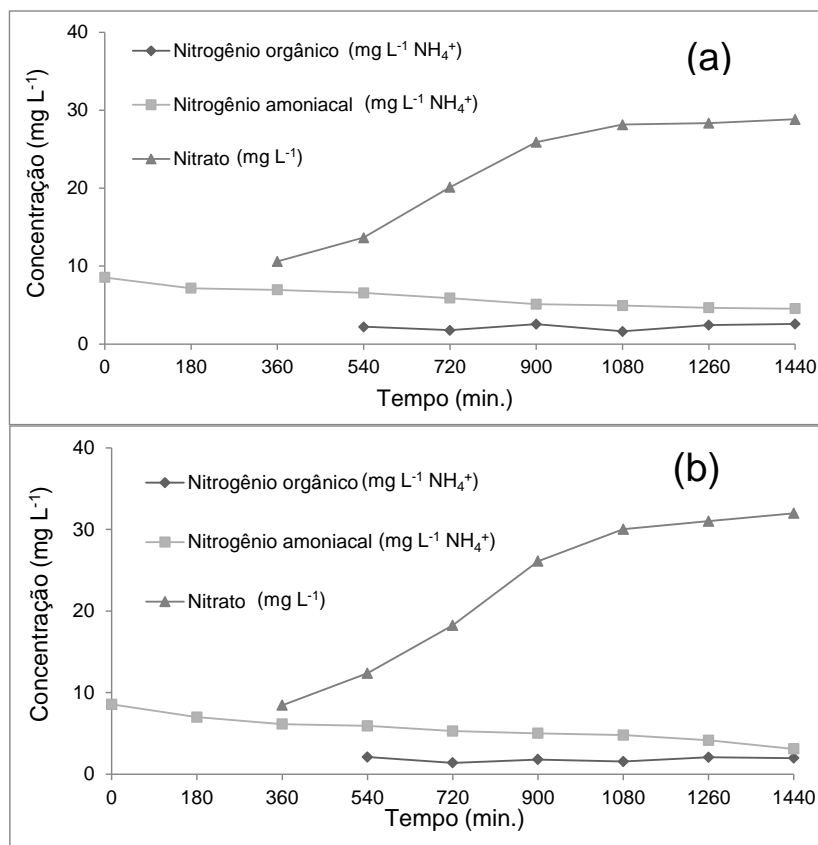 40
30
20
10
0
Concentração (mg L⁻¹)
Nitrogênio orgânico (mg L⁻¹ NH₄⁺)
Nitrogênio amoniacal (mg L⁻¹ NH₄⁺)
Nitrato (mg L⁻¹)
(a)
0 180 360 540 720 900 1080 1260 1440
Tempo (min.)
40
30
20
10
0
Concentração (mg L⁻¹)
Nitrogênio orgânico (mg L⁻¹ NH₄⁺)
Nitrogênio amoniacal (mg L⁻¹ NH₄⁺)
Nitrato (mg L⁻¹)
(b)
0 180 360 540 720 900 1080 1260 1440
Tempo (min.)